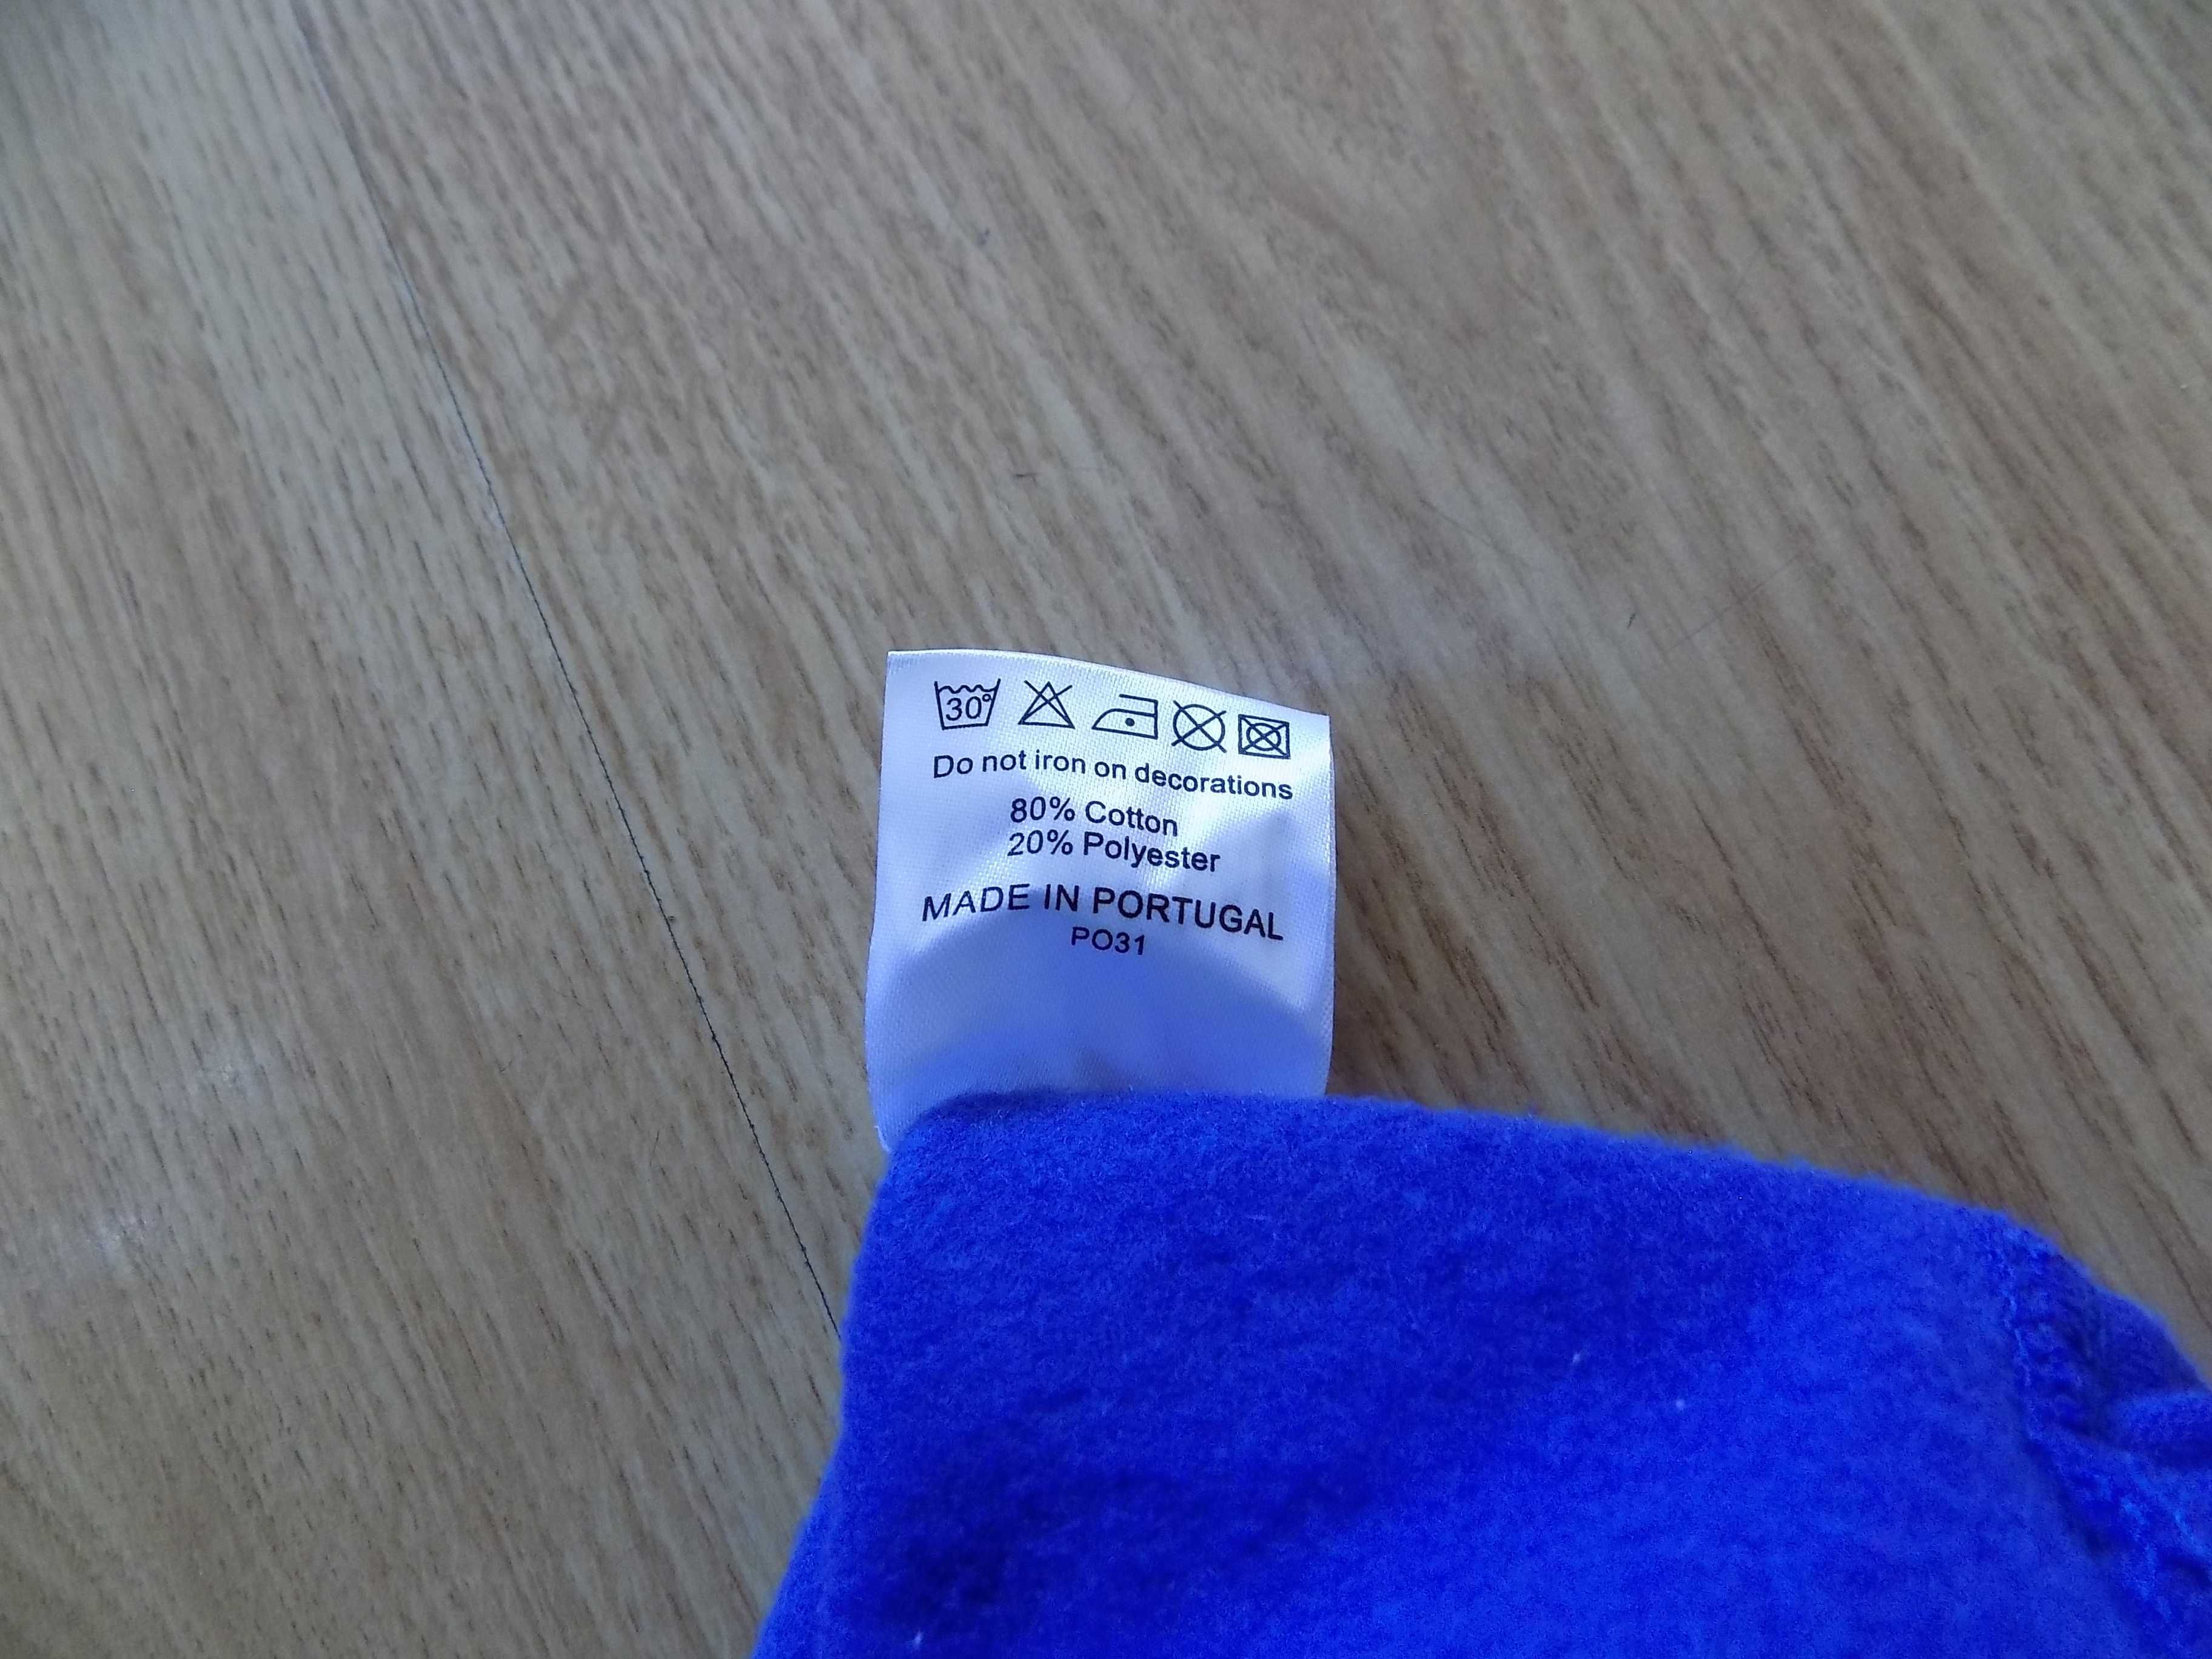 30°
Do not iron on decorations
80% Cotton
20% Polyester
MADE IN PORTUGAL
PO31